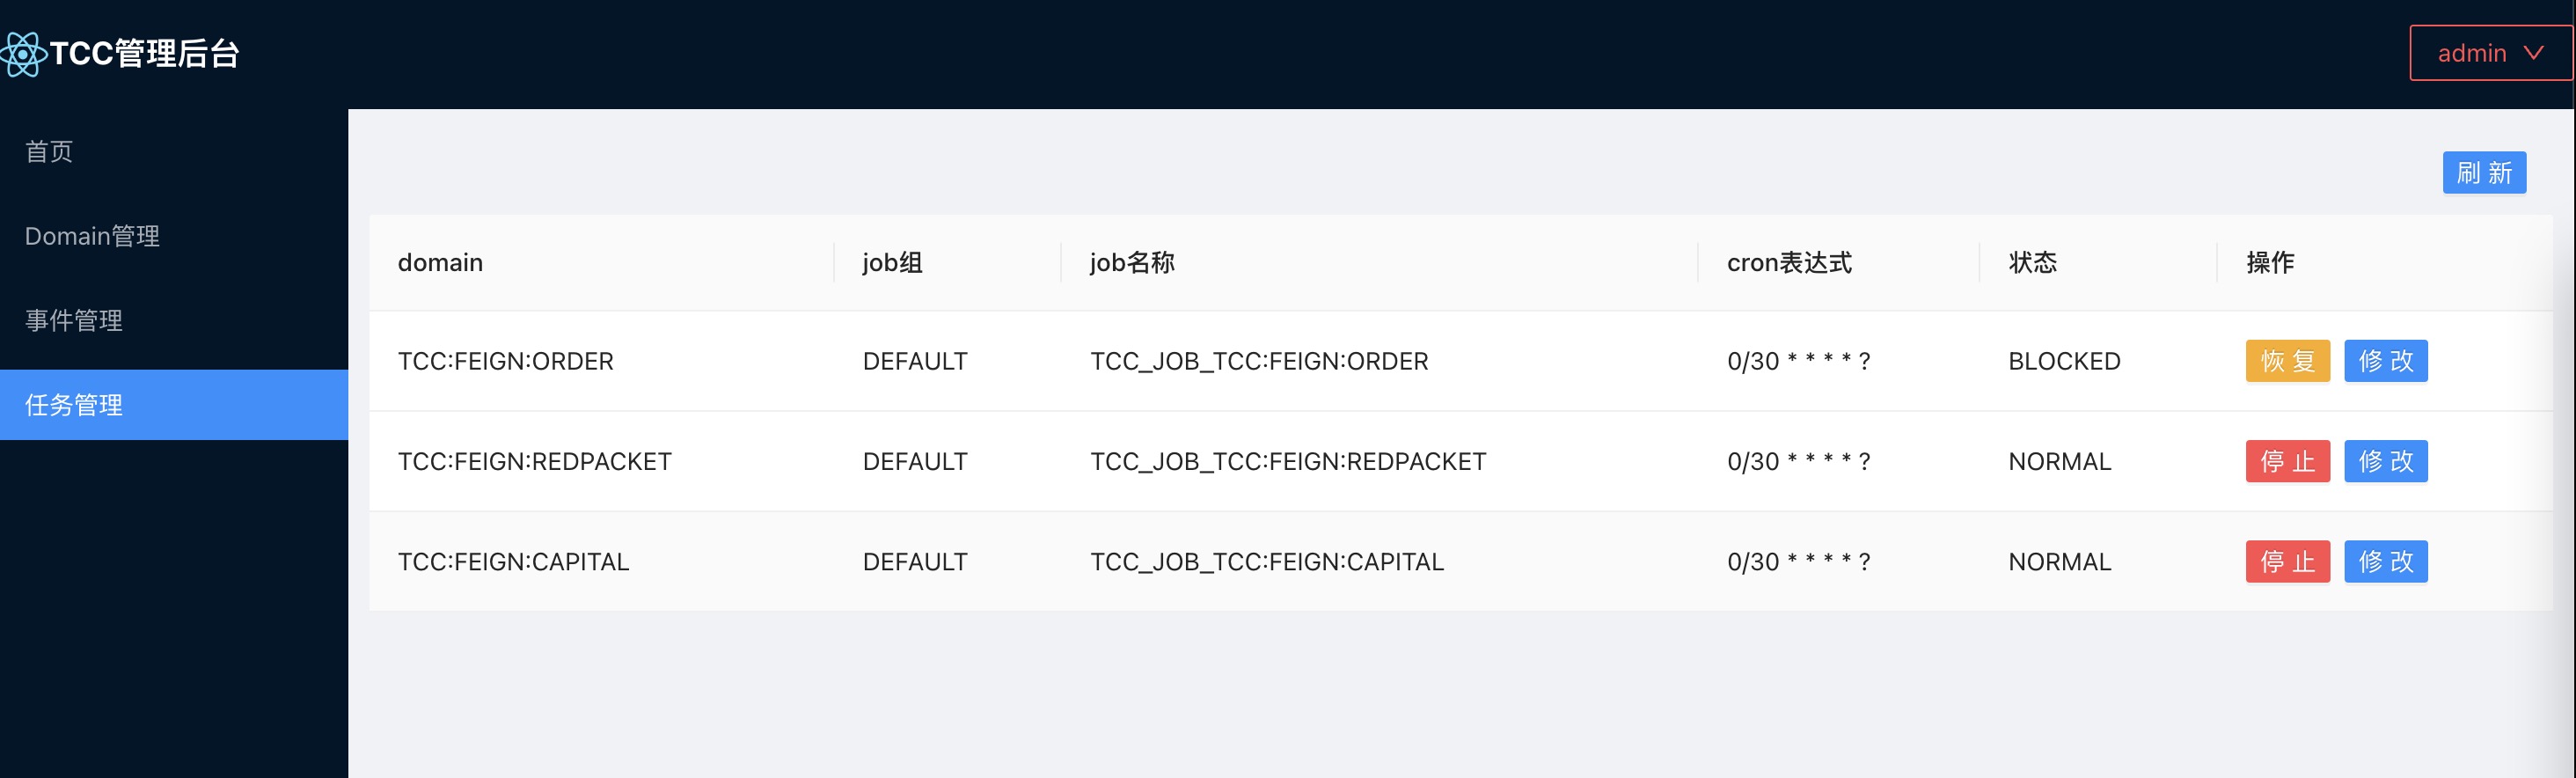 TCC管理后台
admin
首页
Domain管理
事件管理
任务管理
刷 新
domain job组 job名称 cron表达式 状态 操作
TCC:FEIGN:ORDER DEFAULT TCC_JOB_TCC:FEIGN:ORDER 0/30 * * * * ? BLOCKED 恢 复 修 改
TCC:FEIGN:REDPACKET DEFAULT TCC_JOB_TCC:FEIGN:REDPACKET 0/30 * * * * ? NORMAL 停 止 修 改
TCC:FEIGN:CAPITAL DEFAULT TCC_JOB_TCC:FEIGN:CAPITAL 0/30 * * * * ? NORMAL 停 止 修 改